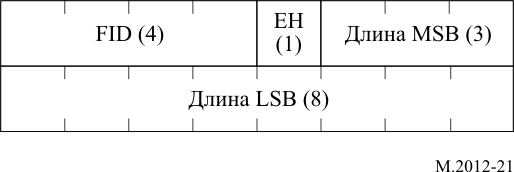 FID (4)
EH
(1)
Длина MSB (3)
Длина LSB (8)
M.2012-21